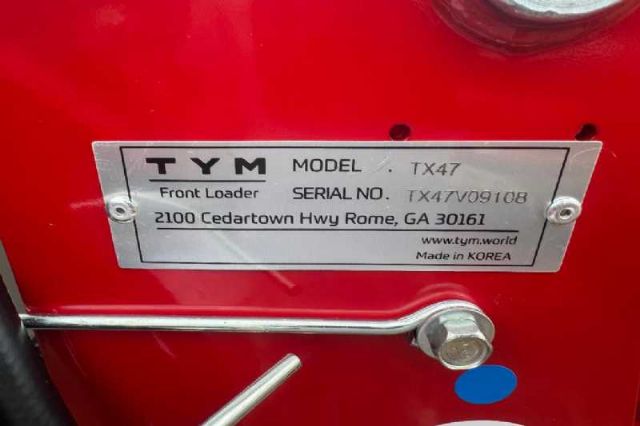 TYM MODEL TX47
Front Loader SERIAL NO. TX47V0910B
2100 Cedartown Hwy Rome, GA 30161
www.tym.world
Made in KOREA